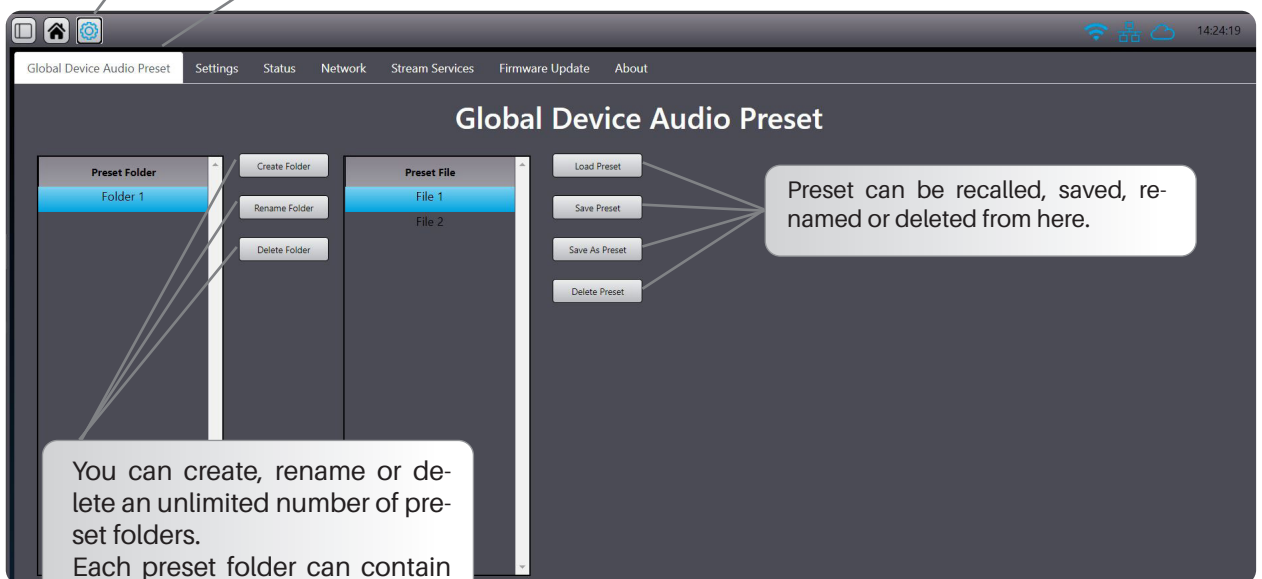 14:24:19
Global Device Audio Preset Settings Status Network Stream Services Firmware Update About
Global Device Audio Preset
Preset Folder
Folder 1
Create Folder
Rename Folder
Delete Folder
Preset File
File 1
File 2
Load Preset
Save Preset
Save As Preset
Delete Preset
Preset can be recalled, saved, re-
named or deleted from here.
You can create, rename or de-
lete an unlimited number of pre-
set folders.
Each preset folder can contain